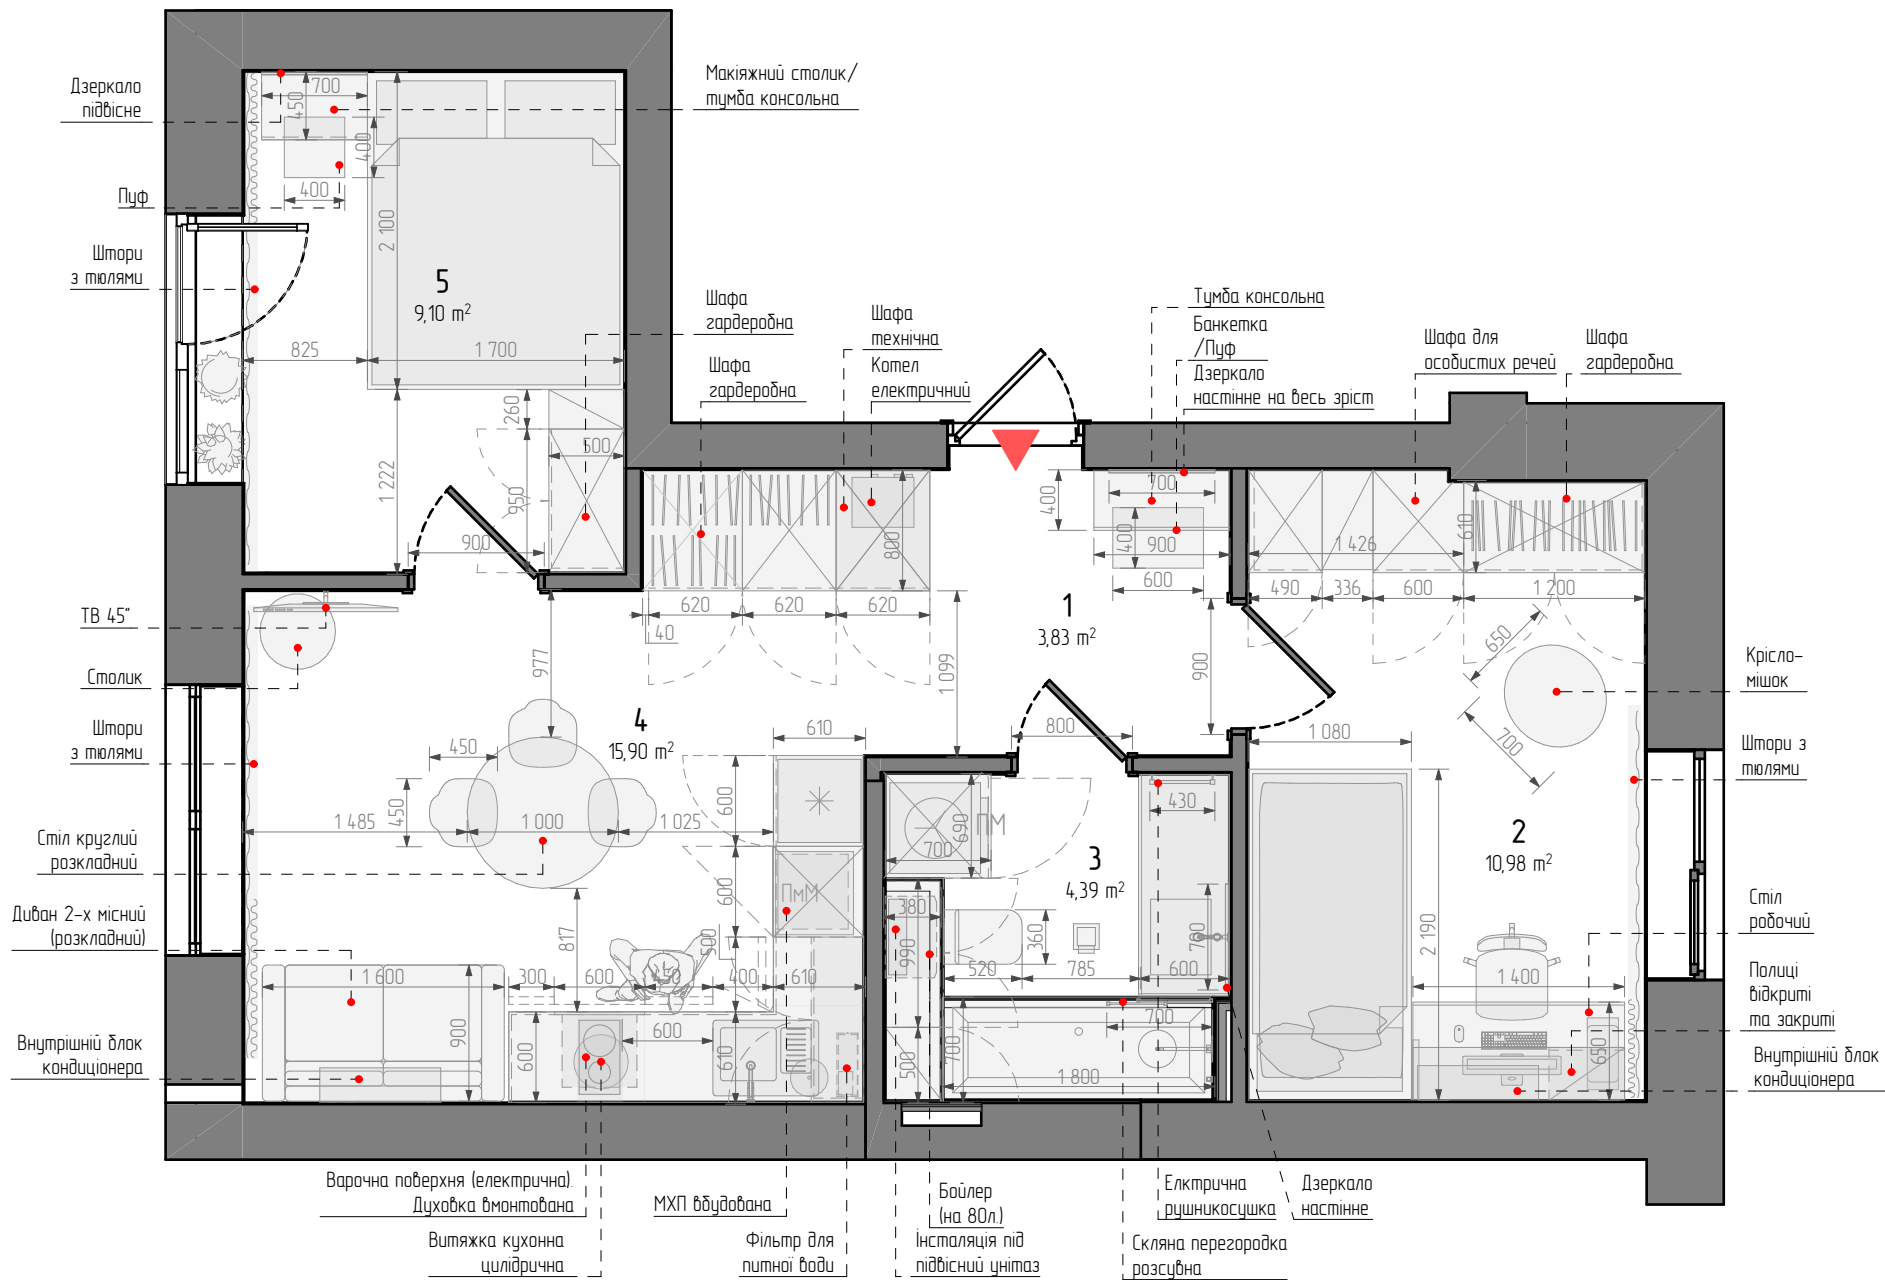 Дзеркало
підвісне
Пуф
Штори
з тюлями
ТВ 45"
Столик
Штори
з тюлями
Стіл круглий
розкладний
Диван 2-х місний
(розкладний)
Внутрішній блок
кондиціонера
Макіяжний столик/
тумба консольна
Шафа
гардеробна
Шафа
гардеробна
Шафа
технічна
Котел
електричний
Тумба консольна
Банкетка
/Пуф
Дзеркало
настінне на весь зріст
Шафа для
особистих речей
Шафа
гардеробна
Крісло-
мішок
Штори з
тюлями
Стіл
робочий
Полиці
відкриті
та закриті
Внутрішній блок
кондиціонера
5
9,10 m²
700
450
400
400
2 100
825
1 700
1 222
260
500
950
900
4
15,90 m²
977
620
620
620
40
800
1 099
610
450
450
1 485
1 000
1 025
600
600
ПмМ
817
500
1 600
900
300
600
450
400
610
600
600
610
1
3,83 m²
400
700
400
900
600
900
800
3
4,39 m²
690
700
ПМ
430
380
990
360
520
785
600
700
500
700
700
1 800
2
10,98 m²
1 426
610
490
336
600
1 200
650
700
1 080
2 190
1 400
650
Варочна поверхня (електрична).
Духовка вмонтована
Витяжка кухонна
циліндрична
МХП вбудована
Фільтр для
питної води
Бойлер
(на 80л.)
Інсталяція під
підвісний унітаз
Елктрична
рушникосушка
Скляна перегородка
розсувна
Дзеркало
настінне